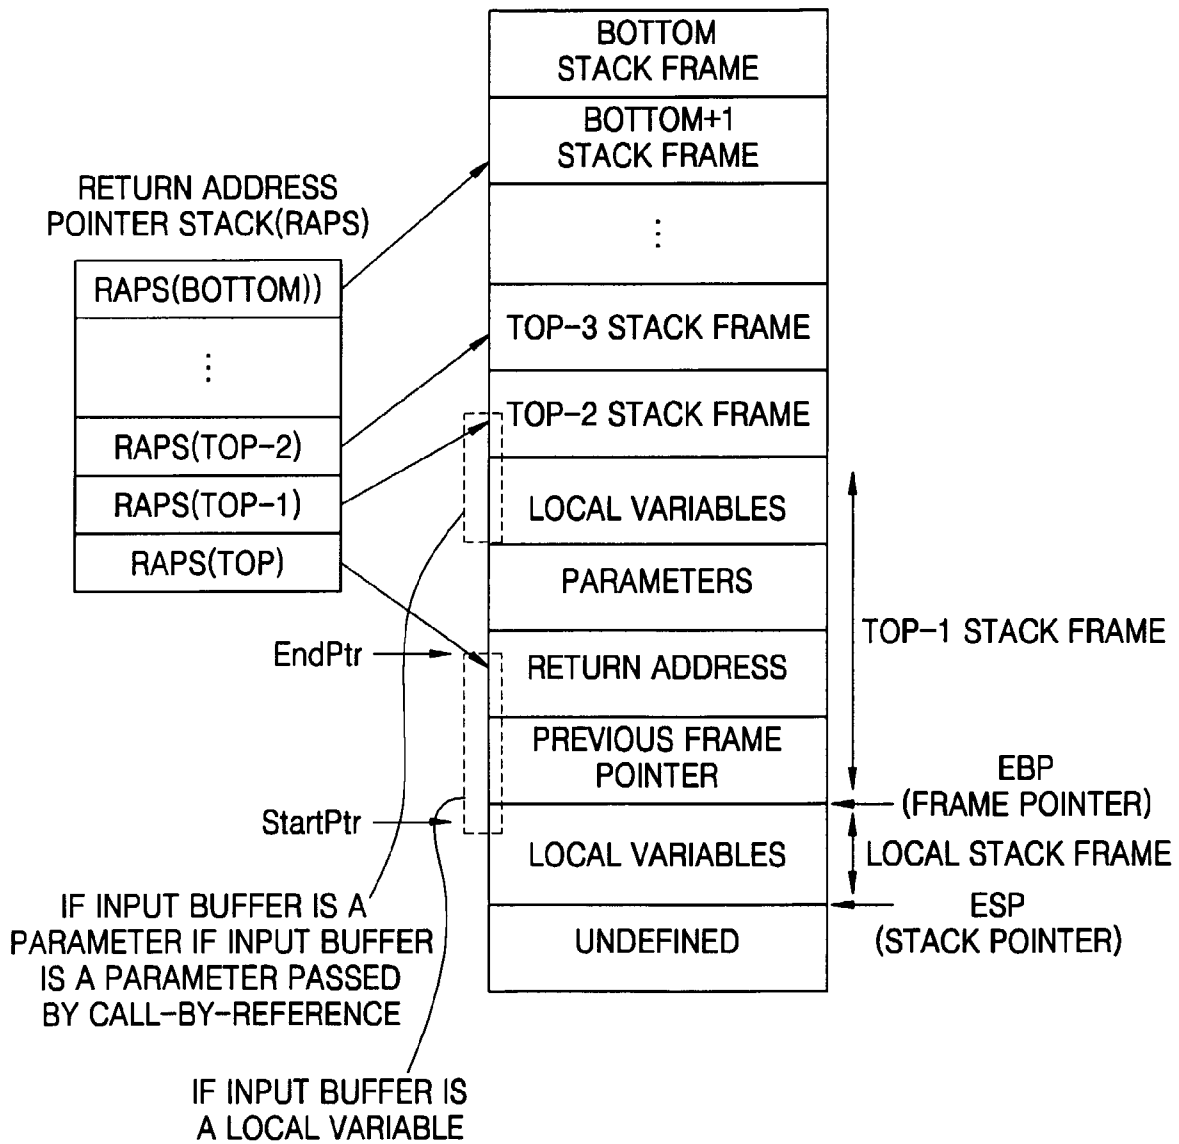 BOTTOM
STACK FRAME
BOTTOM+1
STACK FRAME
RETURN ADDRESS
POINTER STACK(RAPS)
RAPS(BOTTOM))
⋮
RAPS(TOP-2)
RAPS(TOP-1)
RAPS(TOP)
⋮
TOP-3 STACK FRAME
TOP-2 STACK FRAME
LOCAL VARIABLES
PARAMETERS
RETURN ADDRESS
PREVIOUS FRAME
POINTER
LOCAL VARIABLES
UNDEFINED
EndPtr
StartPtr
TOP-1 STACK FRAME
EBP
(FRAME POINTER)
LOCAL STACK FRAME
ESP
(STACK POINTER)
IF INPUT BUFFER IS A
PARAMETER IF INPUT BUFFER
IS A PARAMETER PASSED
BY CALL-BY-REFERENCE
IF INPUT BUFFER IS
A LOCAL VARIABLE